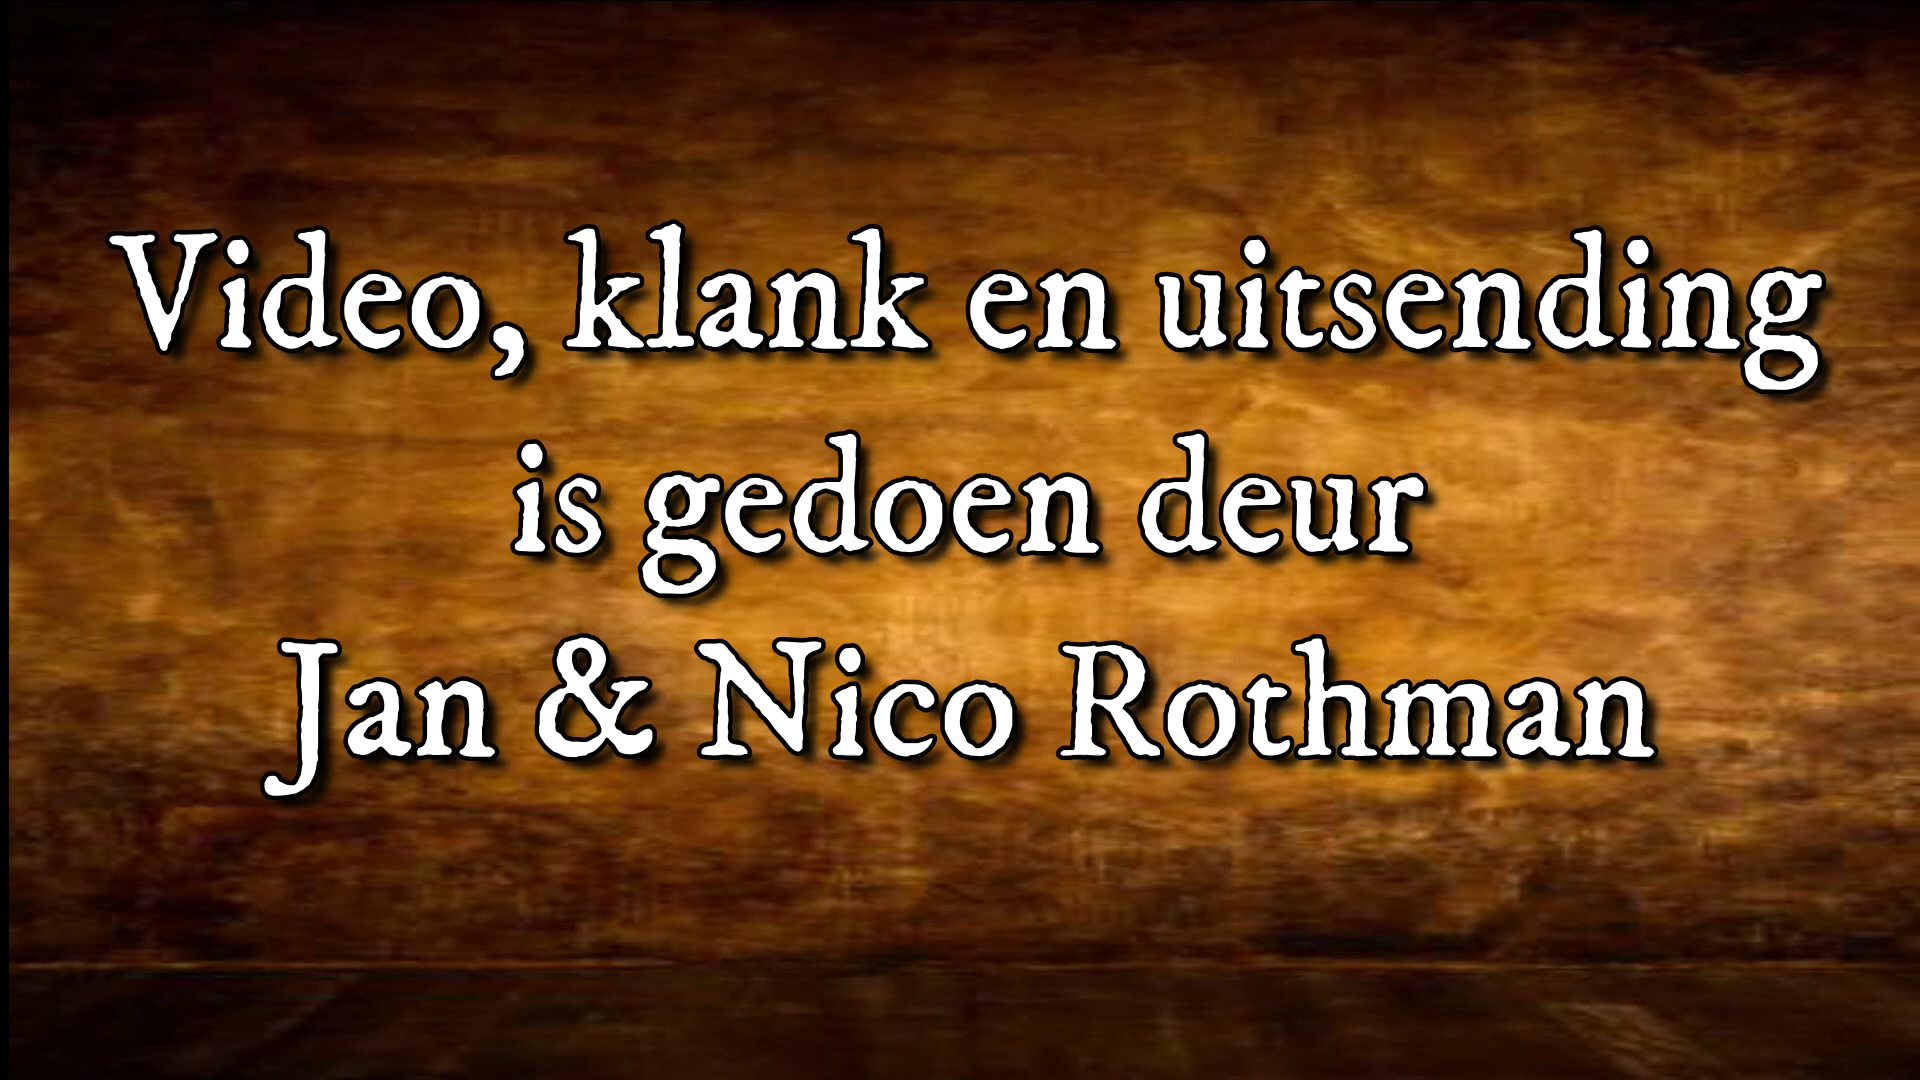 Video, klank en uitsending
is gedoen deur
Jan & Nico Rothman